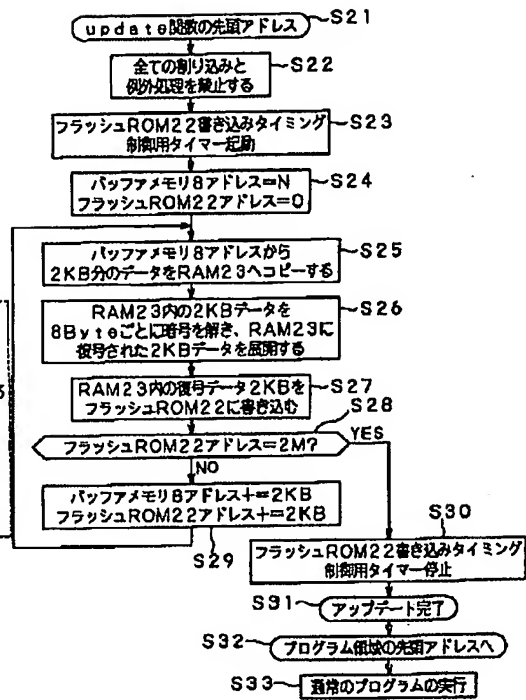 update関数の先頭アドレス
S21
全ての割り込みと
例外処理を禁止する
S22
フラッシュROM22書き込みタイミング
制御用タイマー起動
S23
バッファメモリ8アドレス=N
フラッシュROM22アドレス=0
S24
バッファメモリ8アドレスから
2KB分のデータをRAM23へコピーする
S25
RAM23内の2KBデータを
8Byteごとに暗号を解き、RAM23に
復号された2KBデータを展開する
S26
RAM23内の復号データ2KBを
フラッシュROM22に書き込む
S27
フラッシュROM22アドレス=2M?
S28
YES
NO
バッファメモリ8アドレス+=2KB
フラッシュROM22アドレス+=2KB
S29
S30
フラッシュROM22書き込みタイミング
制御用タイマー停止
S31
アップデート完了
S32
プログラム領域の先頭アドレスへ
S33
通常のプログラムの実行